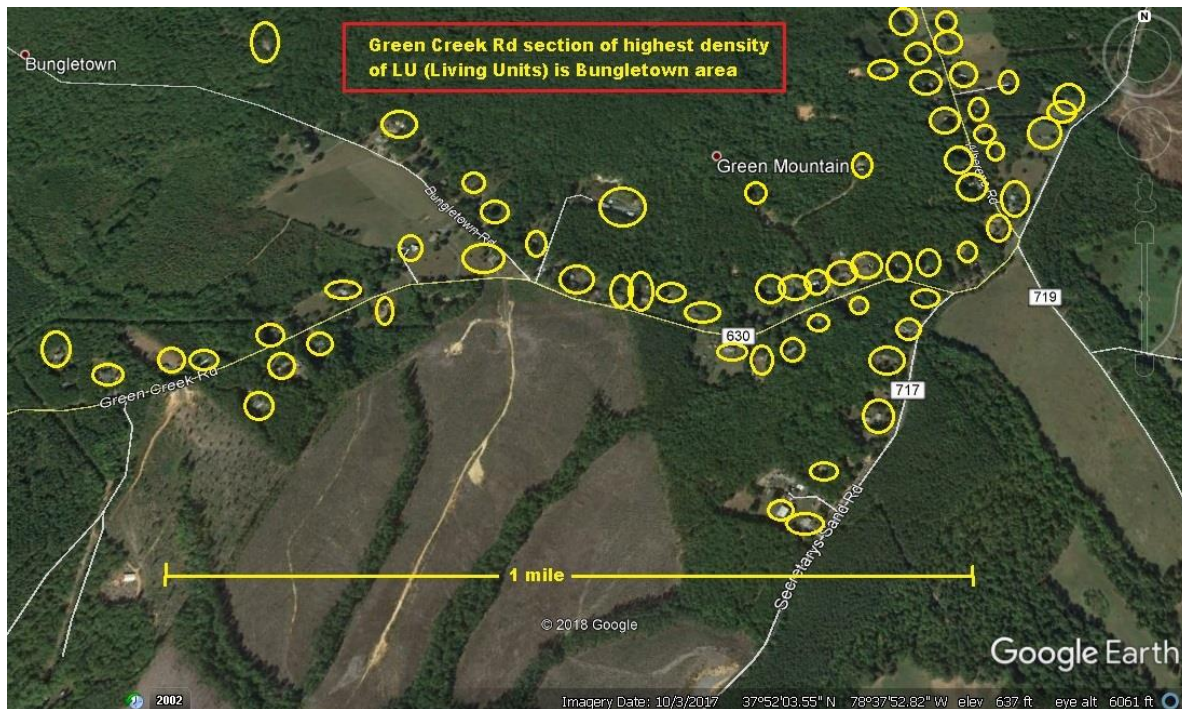 Green Creek Rd section of highest density
of LU (Living Units) is Bungletown area
N
Bungletown
Green Mountain
Bungletown Rd
719
630
Green Creek Rd
717
1 mile
Secretarys Sand Rd
© 2018 Google
Google Earth
2002
Imagery Date: 10/3/2017 37°52'03.55" N 78°37'52.82" W elev 637 ft eye alt 6061 ft